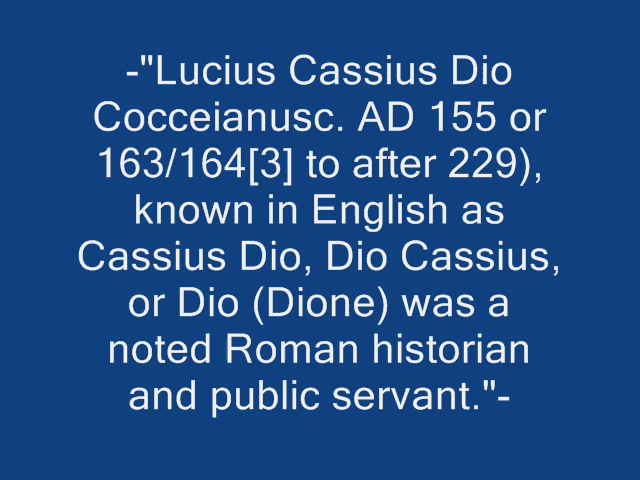 -"Lucius Cassius Dio
Cocceianusc. AD 155 or
163/164[3] to after 229),
known in English as
Cassius Dio, Dio Cassius,
or Dio (Dione) was a
noted Roman historian
and public servant."-